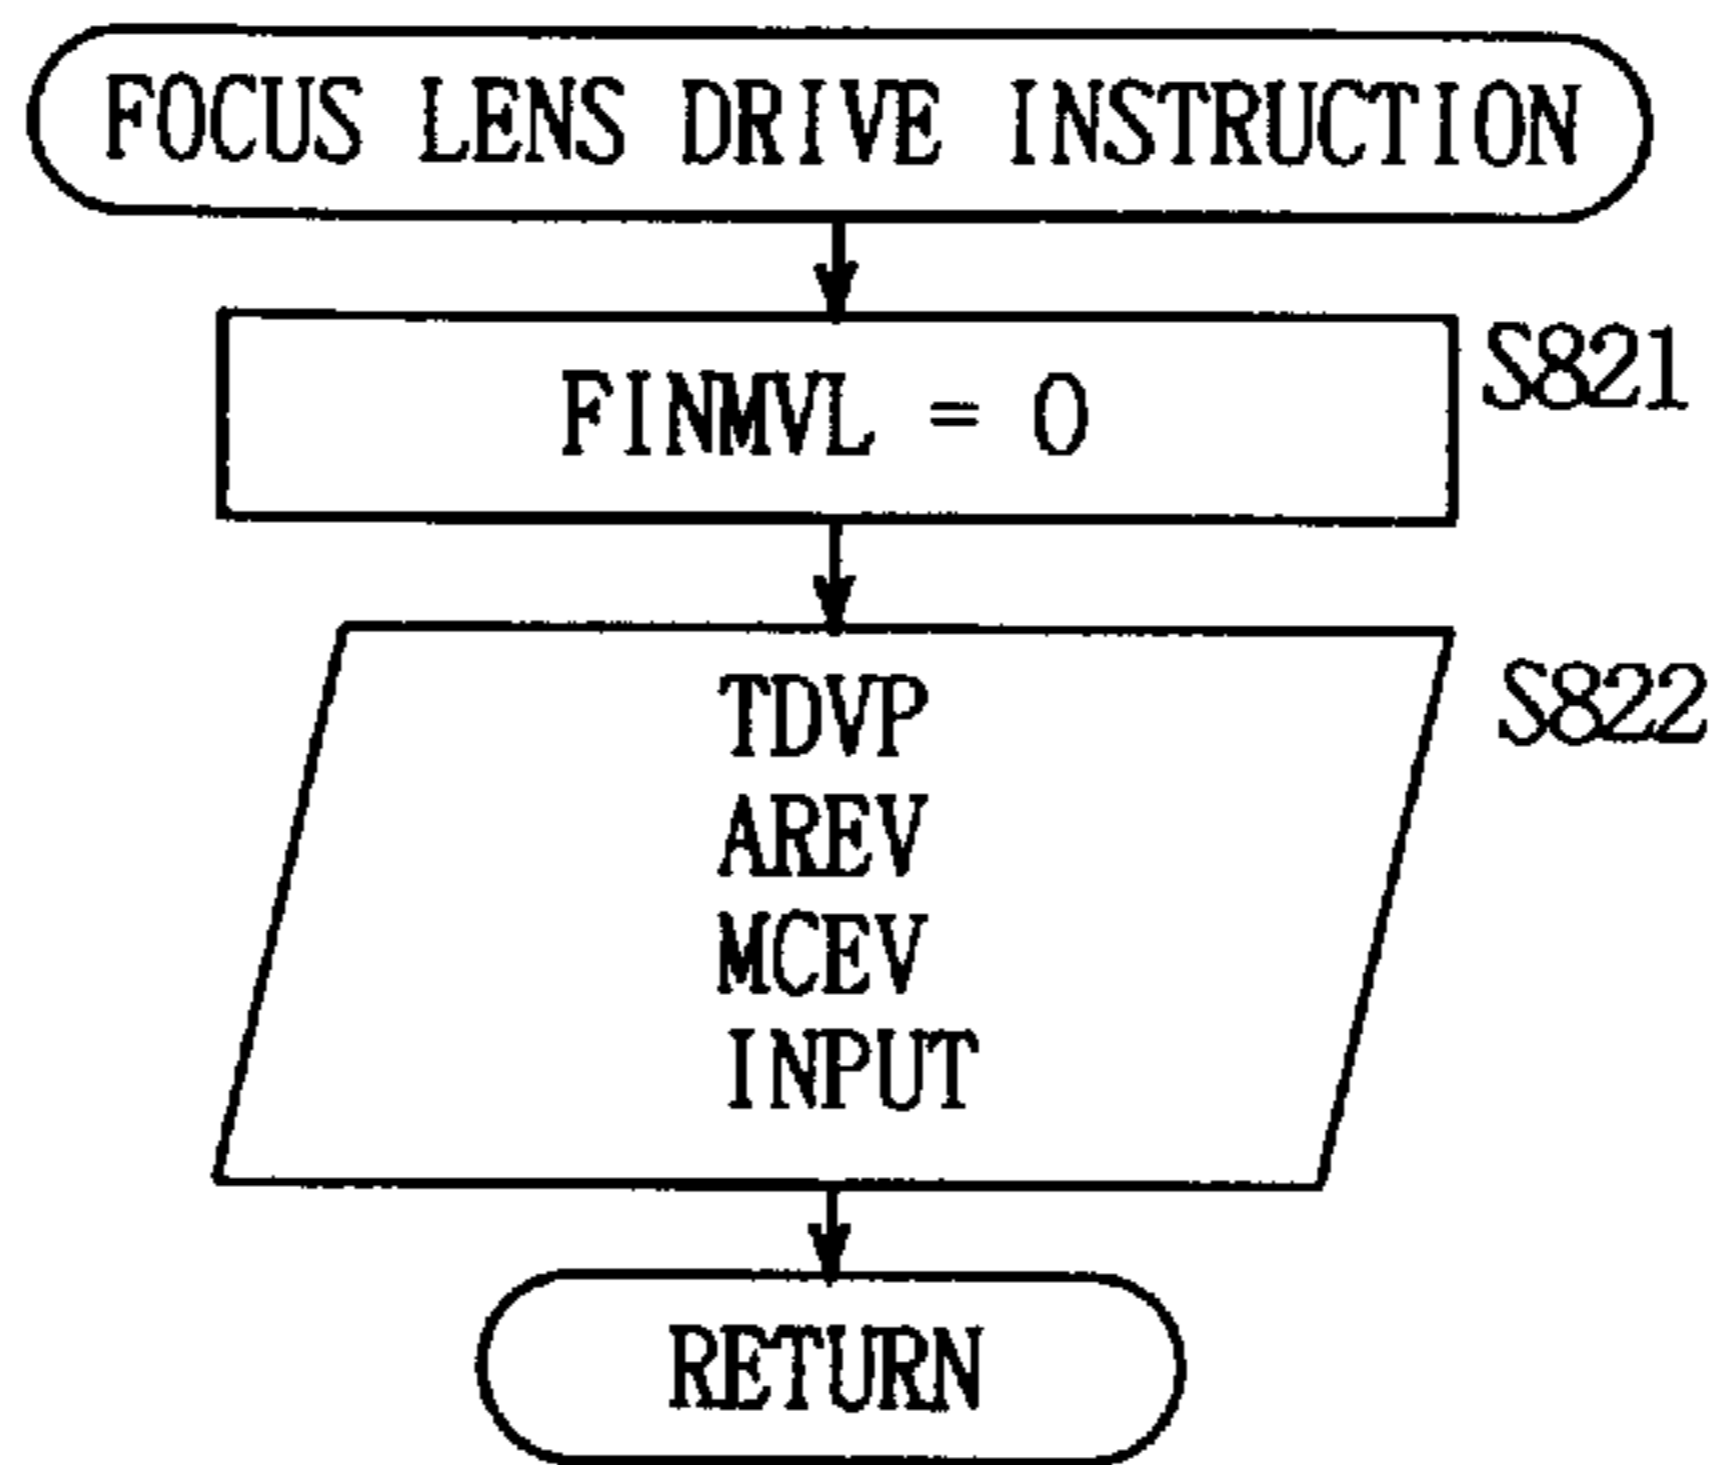 FOCUS LENS DRIVE INSTRUCTION
FINMVL = 0
S821
TDVP
AREV
MCEV
INPUT
S822
RETURN